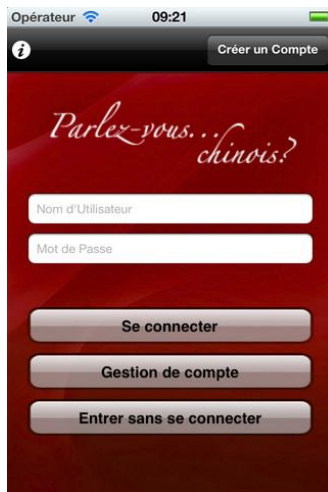 Opérateur 09:21
Créer un Compte
Parlez-vous...
chinois?
Nom d'Utilisateur
Mot de Passe
Se connecter
Gestion de compte
Entrer sans se connecter